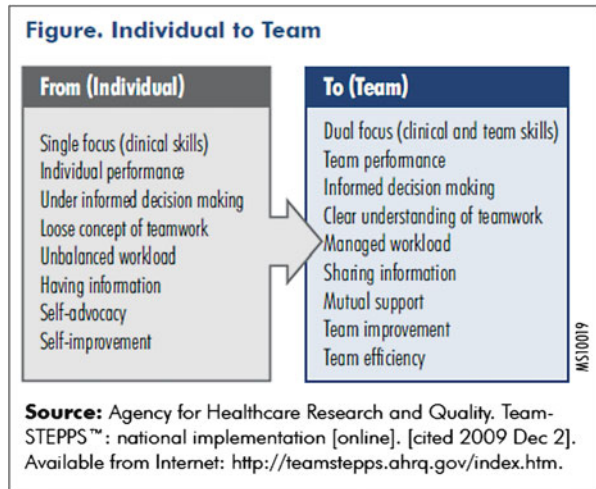 Figure. Individual to Team
From (Individual)
Single focus (clinical skills)
Individual performance
Under informed decision making
Loose concept of teamwork
Unbalanced workload
Having information
Self-advocacy
Self-improvement
To (Team)
Dual focus (clinical and team skills)
Team performance
Informed decision making
Clear understanding of teamwork
Managed workload
Sharing information
Mutual support
Team improvement
Team efficiency
MS10019
Source: Agency for Healthcare Research and Quality. Team-
STEPPS™: national implementation [online]. [cited 2009 Dec 2].
Available from Internet: http://teamstepps.ahrq.gov/index.htm.